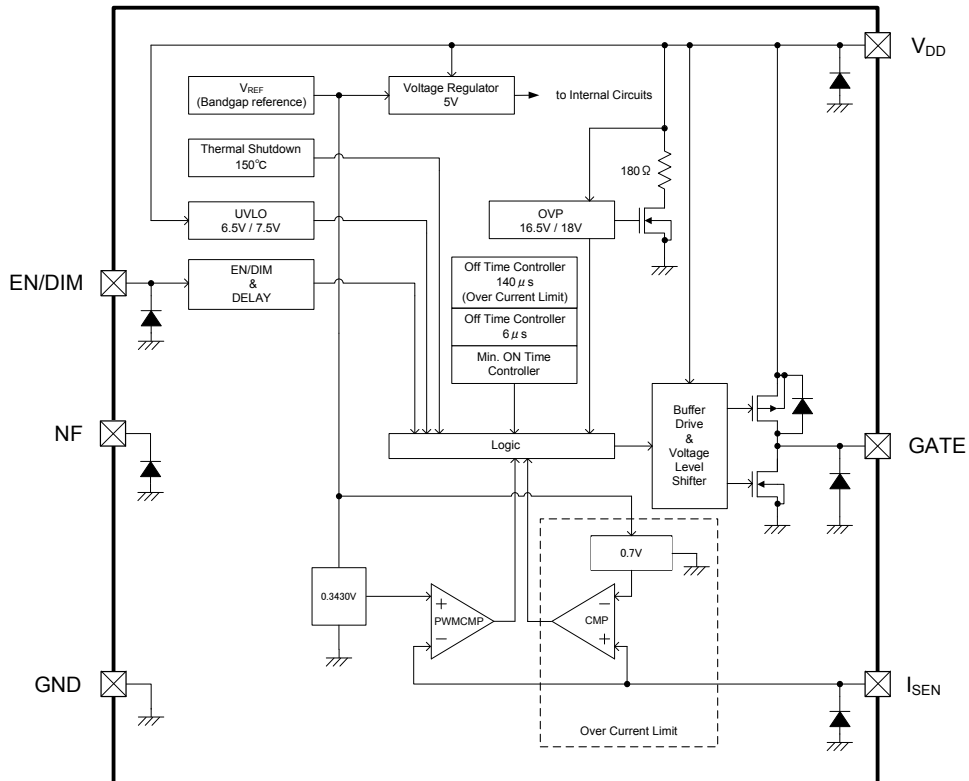 V_DD
V_REF
(Bandgap reference)
Voltage Regulator
5V
to Internal Circuits
Thermal Shutdown
150°C
180Ω
UVLO
6.5V / 7.5V
OVP
16.5V / 18V
EN/DIM
EN/DIM
&
DELAY
Off Time Controller
140μs
(Over Current Limit)
Off Time Controller
6μs
Min. ON Time
Controller
NF
Logic
Buffer
Drive
&
Voltage
Level
Shifter
GATE
0.7V
0.3430V
+
PWMCMP
−
−
CMP
+
GND
I_SEN
Over Current Limit